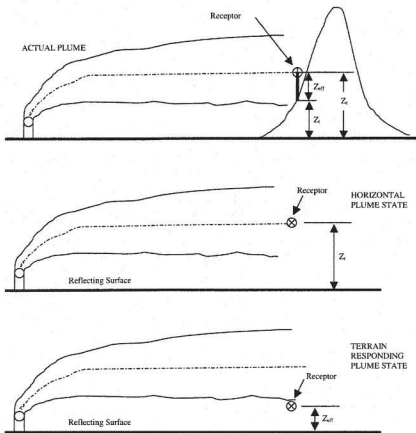 Receptor
ACTUAL PLUME
Zeff
Zr
Zt
Receptor
HORIZONTAL
PLUME STATE
Zr
Reflecting Surface
TERRAIN
RESPONDING
PLUME STATE
Receptor
Reflecting Surface
Zeff